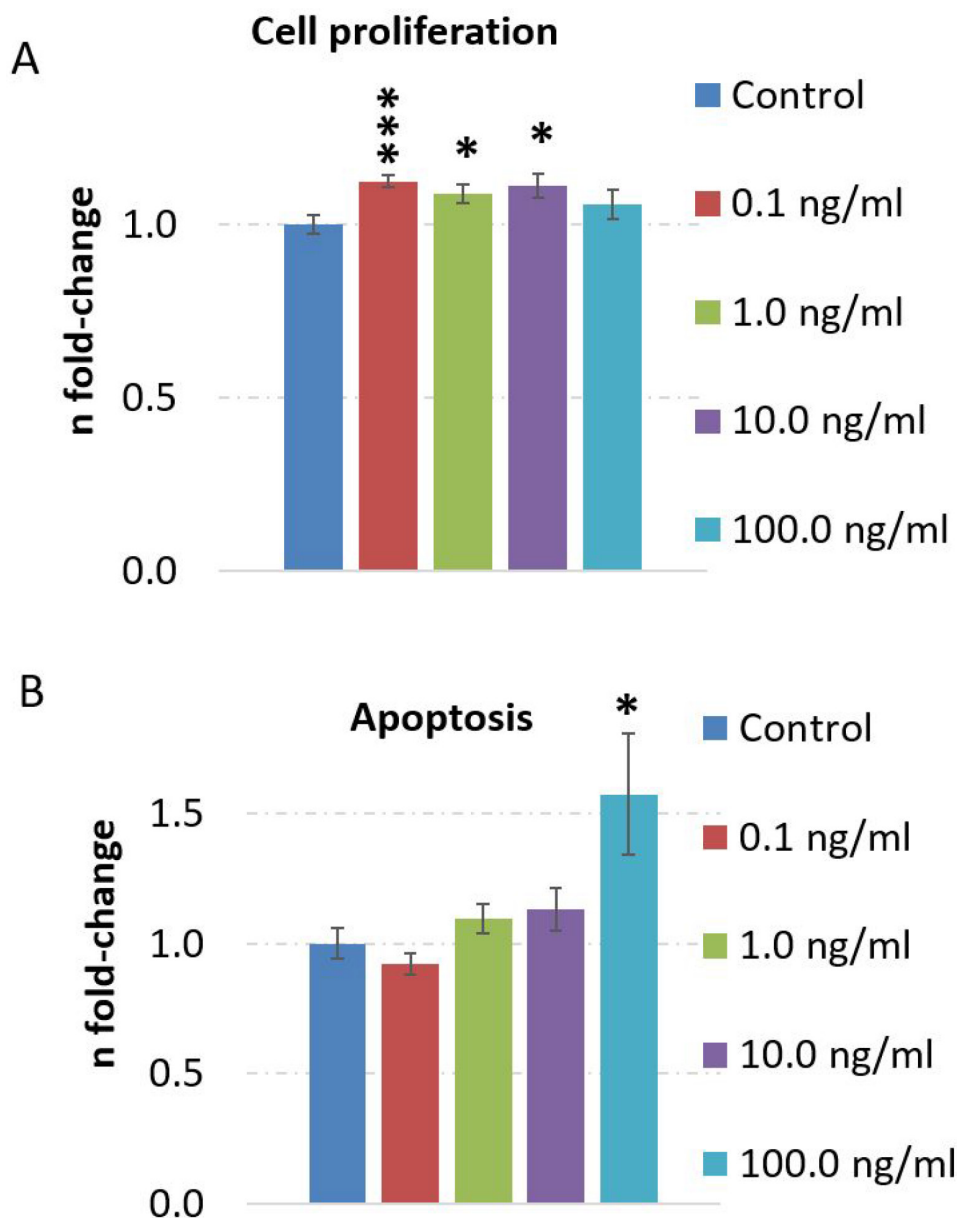 A
Cell proliferation
***
*
*
n fold-change
1.0
0.5
0.0
Control
0.1 ng/ml
1.0 ng/ml
10.0 ng/ml
100.0 ng/ml
B
Apoptosis
*
n fold-change
1.5
1.0
0.5
0.0
Control
0.1 ng/ml
1.0 ng/ml
10.0 ng/ml
100.0 ng/ml